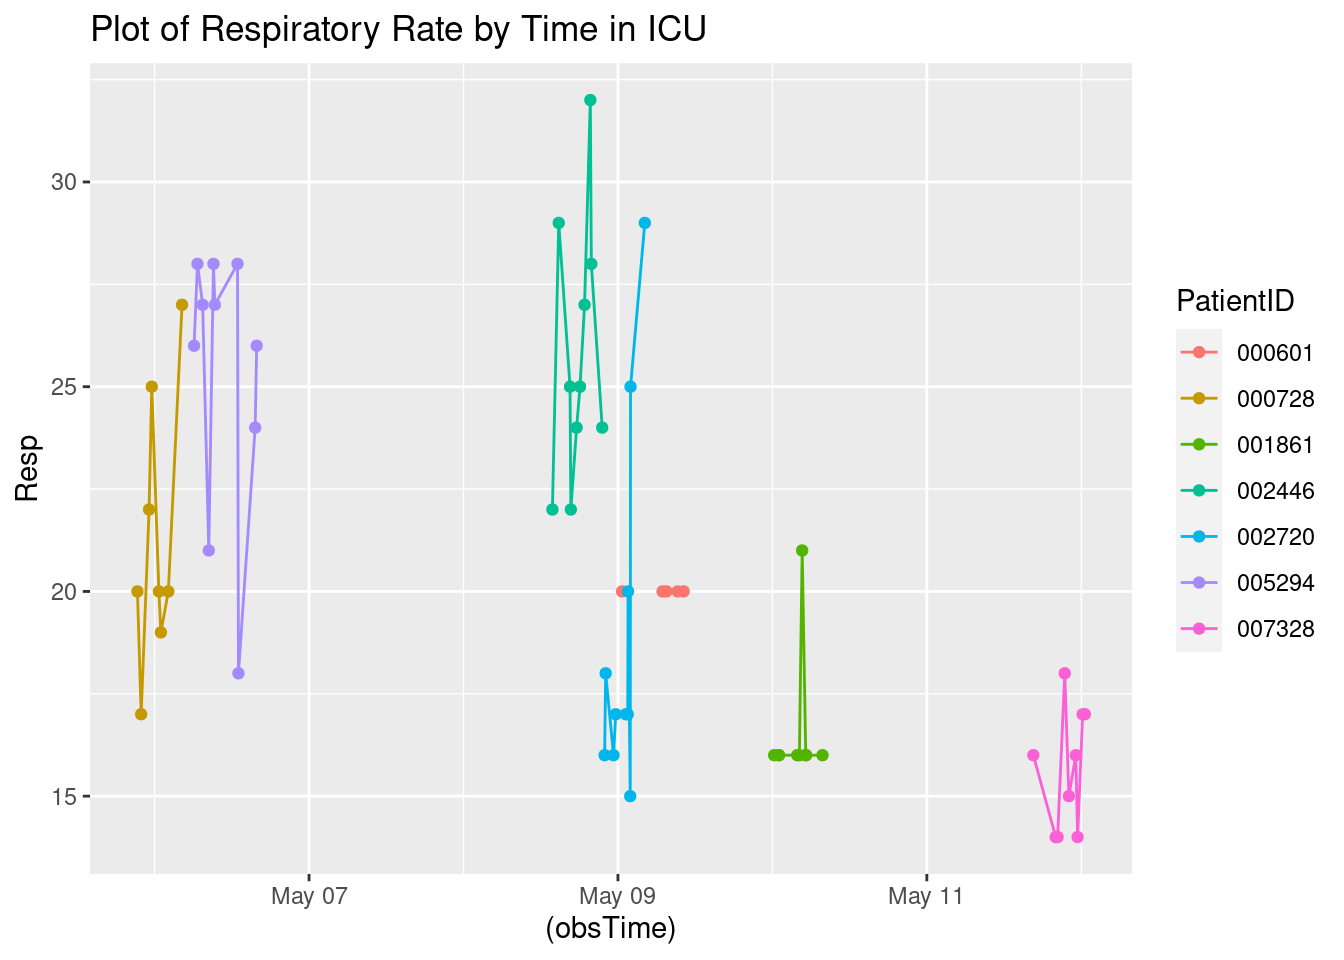 Plot of Respiratory Rate by Time in ICU
30
25
20
15
Resp
May 07
May 09
May 11
(obsTime)
PatientID
000601
000728
001861
002446
002720
005294
007328